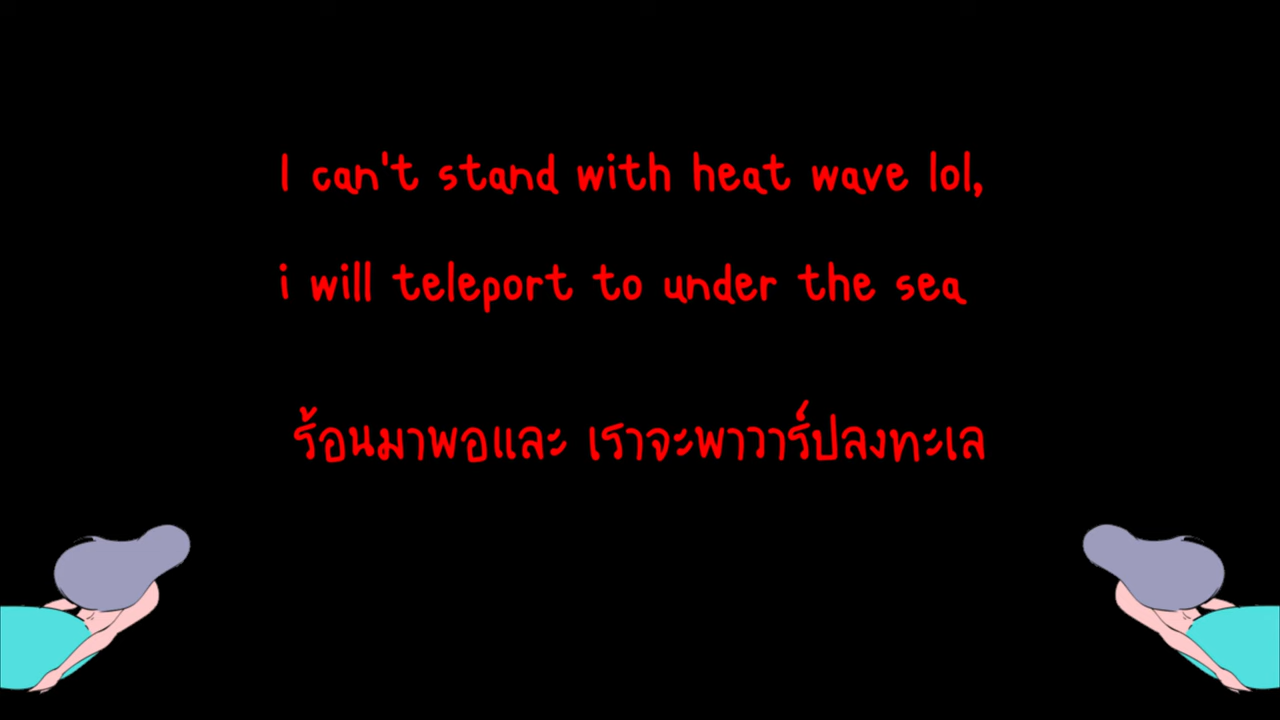 I can't stand with heat wave lol,
i will teleport to under the sea
ร้อนมาพอและ เราจะพาวาร์ปลงทะเล